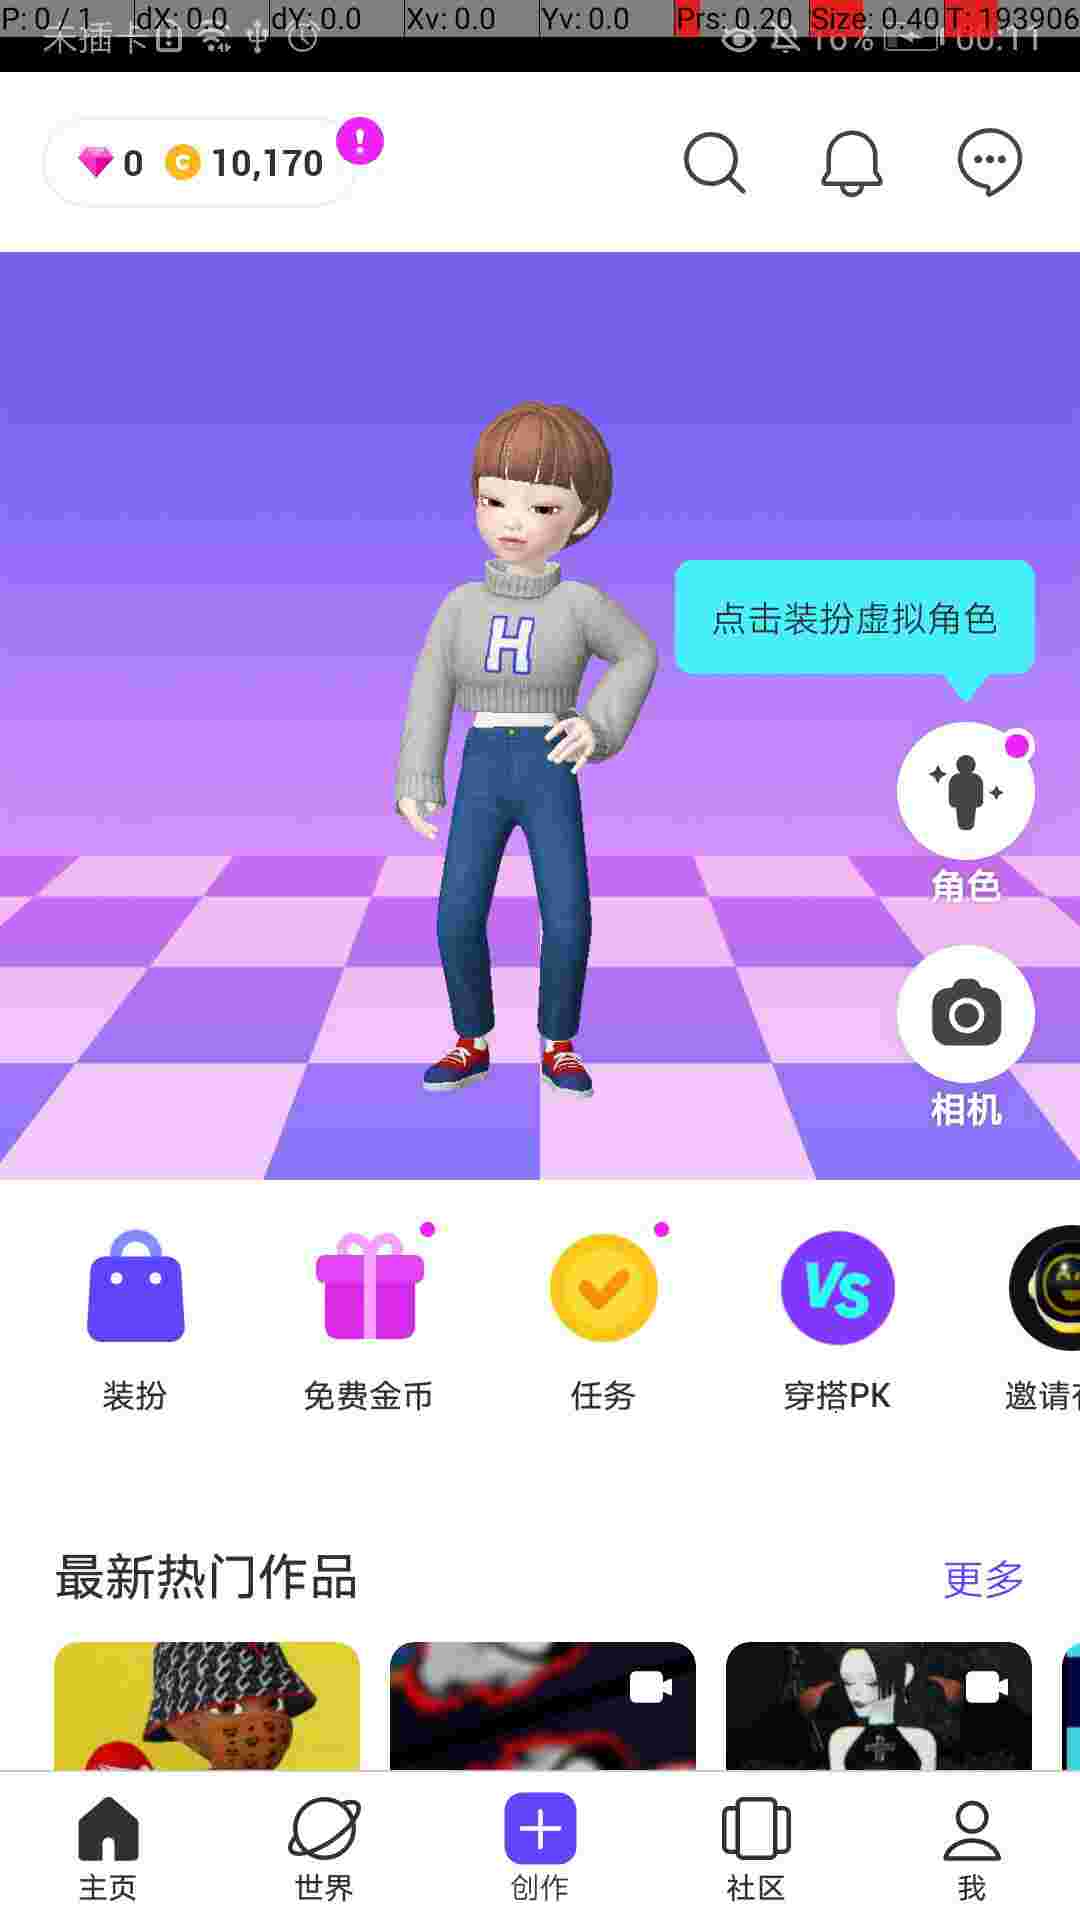 P: 0 / 1 dX: 0.0 dY: 0.0 Xv: 0.0 Yv: 0.0 Prs: 0.20 Size: 0.40 T: 193906
未插卡 16% 00:11
0 C 10,170 !
H
点击装扮虚拟角色
角色
相机
VS
装扮 免费金币 任务 穿搭PK 邀请
最新热门作品 更多
主页 世界 创作 社区 我